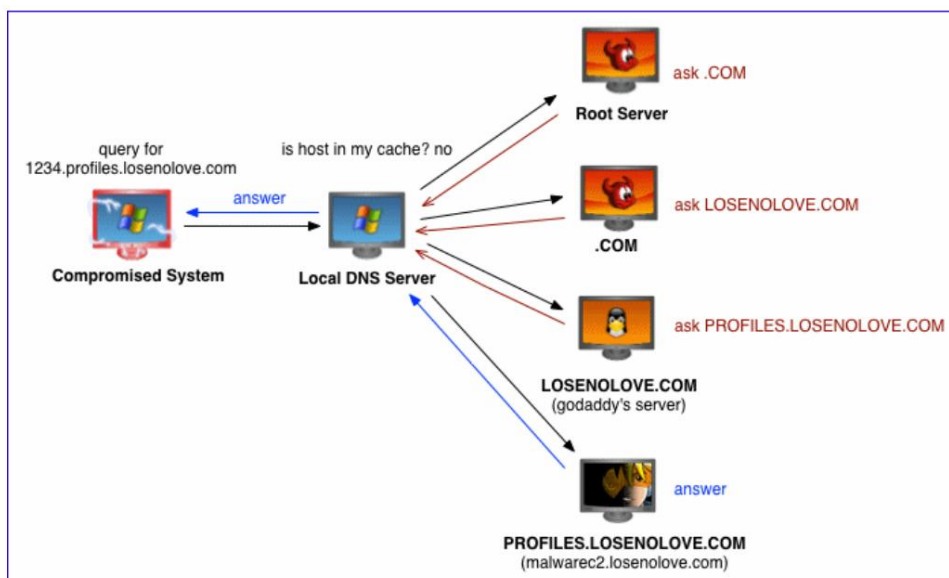 ask .COM
Root Server
query for
1234.profiles.losenolove.com
is host in my cache? no
answer
ask LOSENOLOVE.COM
.COM
Compromised System
Local DNS Server
ask PROFILES.LOSENOLOVE.COM
LOSENOLOVE.COM
(godaddy's server)
answer
PROFILES.LOSENOLOVE.COM
(malwarec2.losenolove.com)